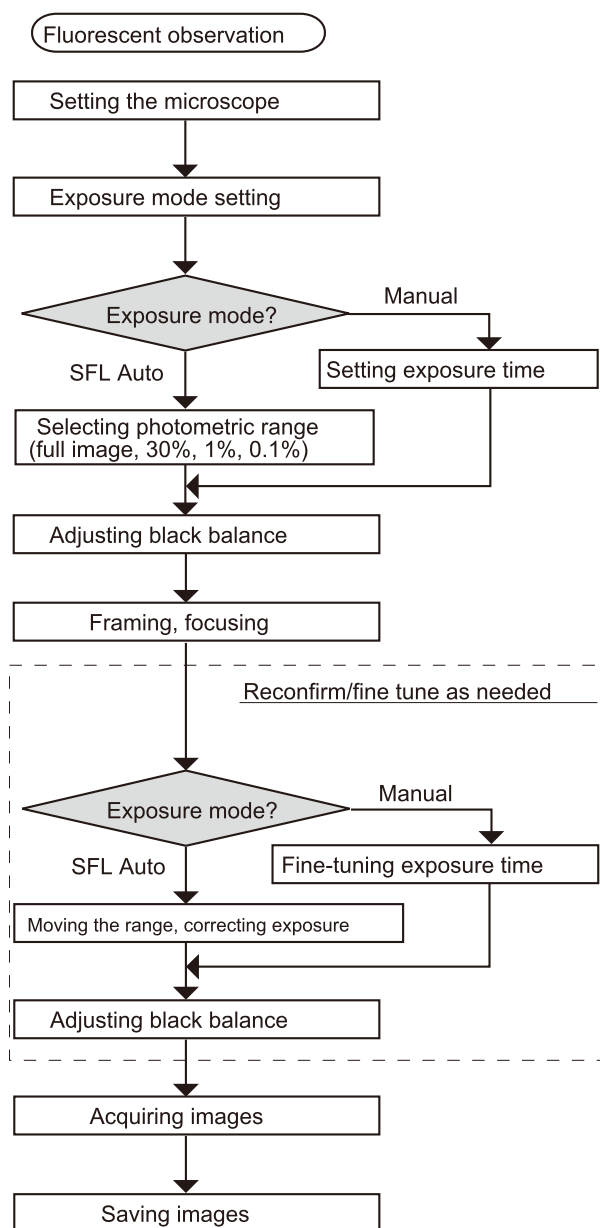 Fluorescent observation
Setting the microscope
Exposure mode setting
Exposure mode?
Manual
SFL Auto
Setting exposure time
Selecting photometric range
(full image, 30%, 1%, 0.1%)
Adjusting black balance
Framing, focusing
Reconfirm/fine tune as needed
Exposure mode?
Manual
SFL Auto
Fine-tuning exposure time
Moving the range, correcting exposure
Adjusting black balance
Acquiring images
Saving images